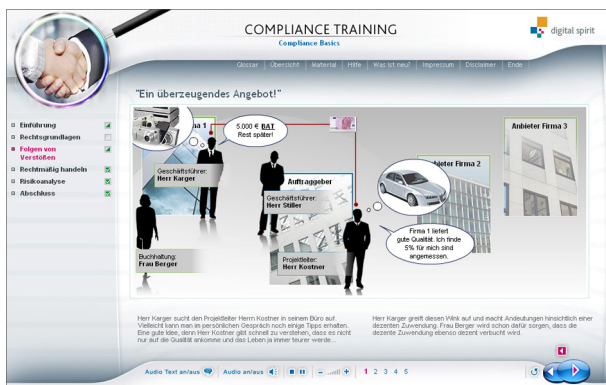 COMPLIANCE TRAINING
Compliance Basics
digital spirit
Glossar | Übersicht | Material | Hilfe | Was ist neu? | Impressum | Disclaimer | Ende
"Ein überzeugendes Angebot!"
Einführung
Rechtsgrundlagen
Folgen von
Verstößen
Rechtmäßig handeln
Risikoanalyse
Abschluss
ma 1
5.000 € BAT
Rest später!
Anbieter Firma 3
Geschäftsführer:
Herr Karger
Auftraggeber
Geschäftsführer:
Herr Stiller
bieter Firma 2
Firma 1 liefert
gute Qualität. Ich finde
5% für mich sind
angemessen.
Buchhaltung:
Frau Berger
Projektleiter:
Herr Kostner
Herr Karger sucht den Projektleiter Herrn Kostner in seinem Büro auf.
Vielleicht kann man im persönlichen Gespräch noch einige Tipps erhalten.
Eine gute Idee, denn Herr Kostner gibt schnell zu verstehen, dass es nicht
nur auf die Qualität ankomme und das Leben ja immer teurer werde...
Herr Karger greift diesen Wink auf und macht Andeutungen hinsichtlich einer
dezenten Zuwendung. Frau Berger wird schon dafür sorgen, dass die
dezente Zuwendung ebenso dezent verbucht wird.
Audio Text an/aus
Audio an/aus
1 2 3 4 5